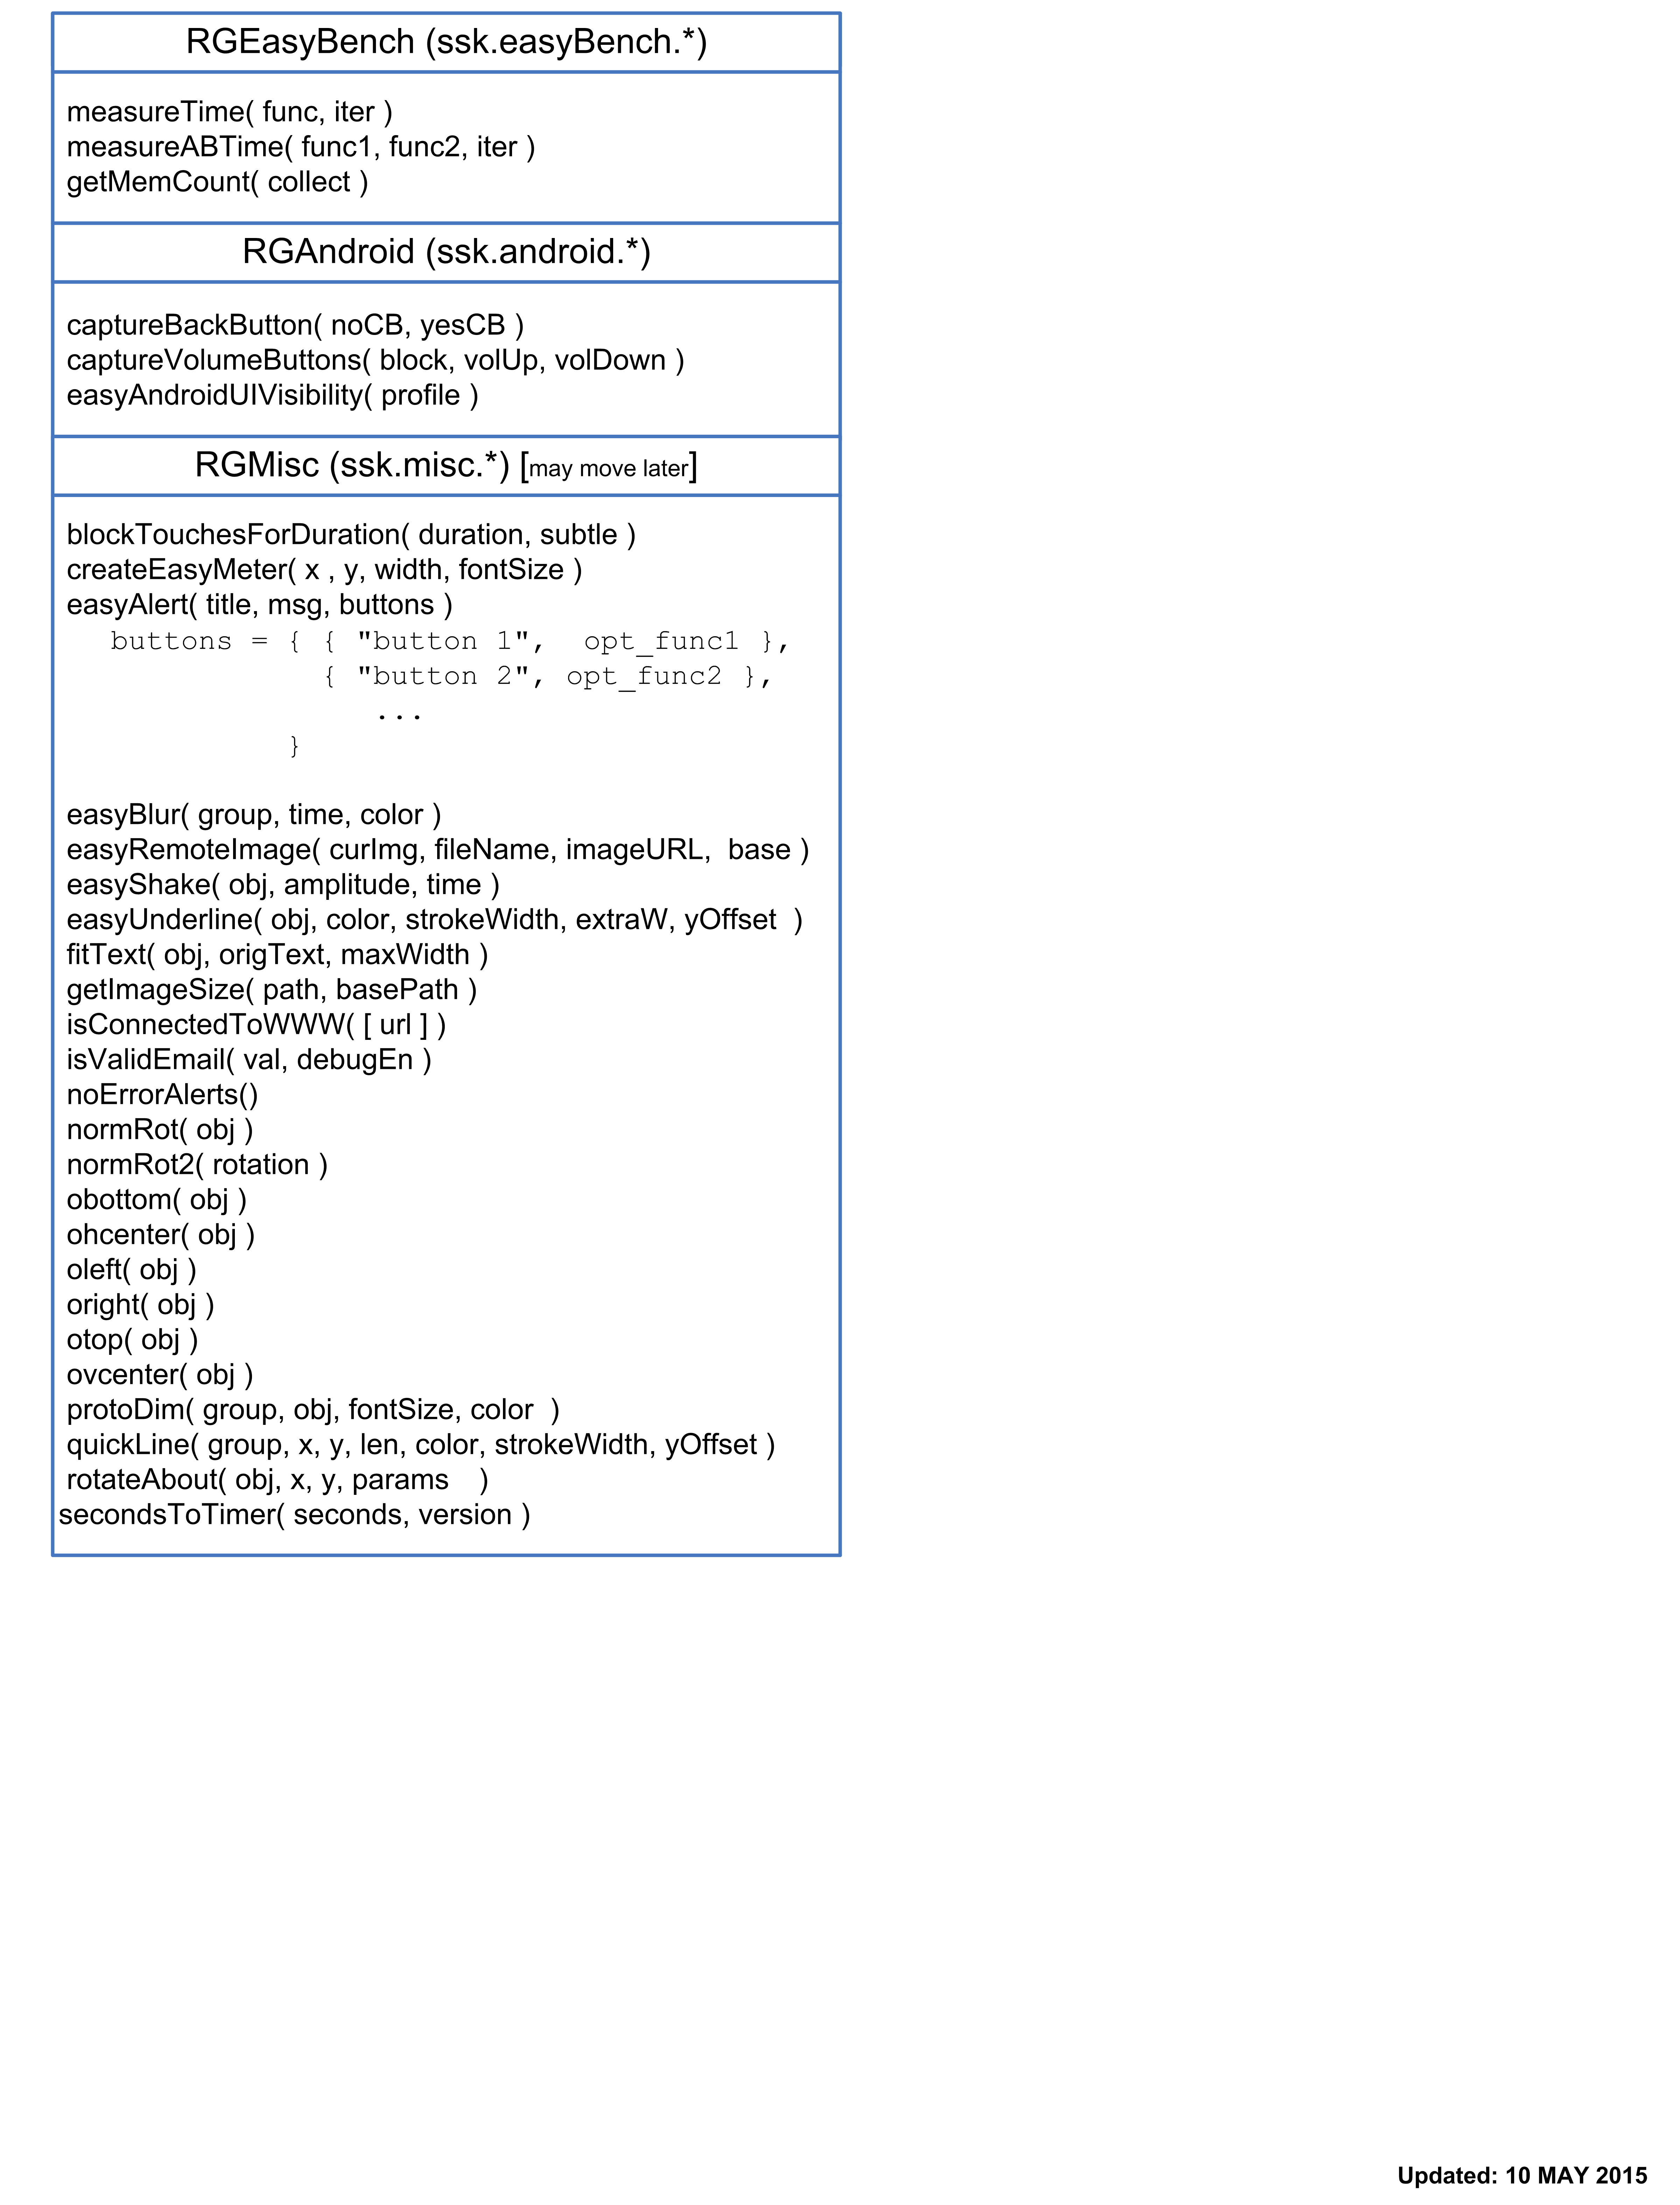 RGEasyBench (ssk.easyBench.*)
measureTime( func, iter )
measureABTime( func1, func2, iter )
getMemCount( collect )
RGAndroid (ssk.android.*)
captureBackButton( noCB, yesCB )
captureVolumeButtons( block, volUp, volDown )
easyAndroidUIVisibility( profile )
RGMisc (ssk.misc.*) [may move later]
blockTouchesForDuration( duration, subtle )
createEasyMeter( x , y, width, fontSize )
easyAlert( title, msg, buttons )
buttons = { { "button 1",  opt_func1 },
{ "button 2", opt_func2 },
...
}
easyBlur( group, time, color )
easyRemoteImage( curImg, fileName, imageURL,  base )
easyShake( obj, amplitude, time )
easyUnderline( obj, color, strokeWidth, extraW, yOffset  )
fitText( obj, origText, maxWidth )
getImageSize( path, basePath )
isConnectedToWWW( [ url ] )
isValidEmail( val, debugEn )
noErrorAlerts()
normRot( obj )
normRot2( rotation )
obottom( obj )
ohcenter( obj )
oleft( obj )
oright( obj )
otop( obj )
ovcenter( obj )
protoDim( group, obj, fontSize, color  )
quickLine( group, x, y, len, color, strokeWidth, yOffset )
rotateAbout( obj, x, y, params    )
secondsToTimer( seconds, version )
Updated: 10 MAY 2015